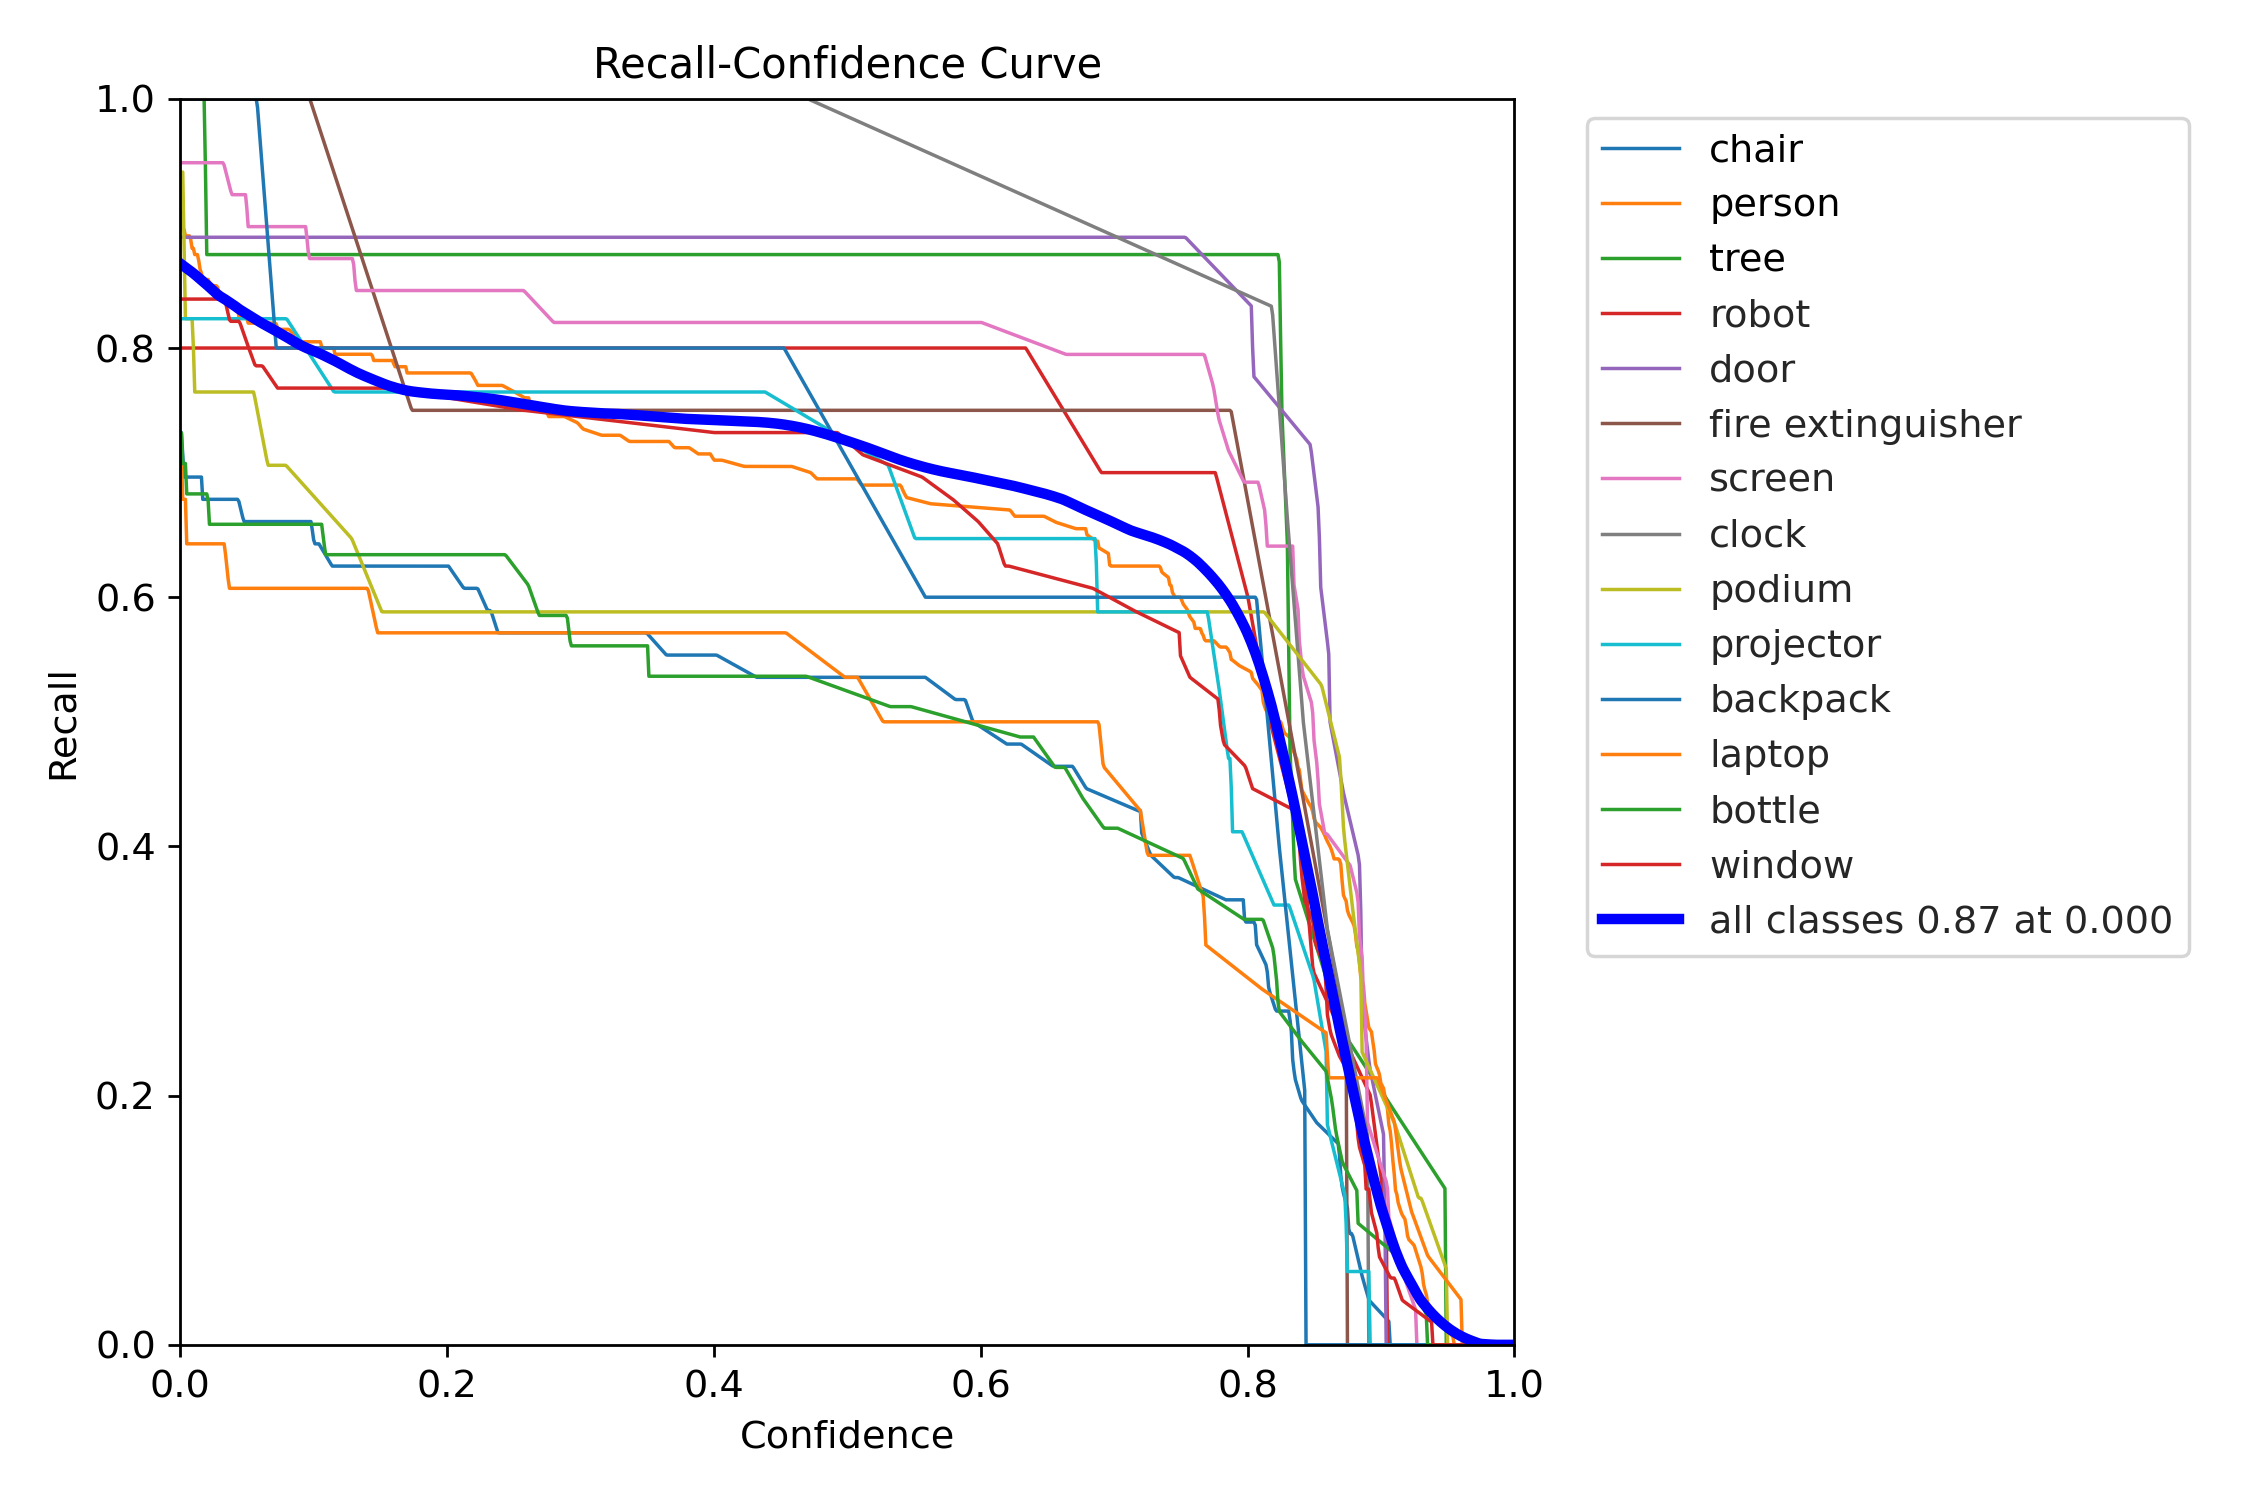 Recall-Confidence Curve
1.0
0.8
0.6
0.4
0.2
0.0
Recall
0.0 0.2 0.4 0.6 0.8 1.0
Confidence
chair
person
tree
robot
door
fire extinguisher
screen
clock
podium
projector
backpack
laptop
bottle
window
all classes 0.87 at 0.000